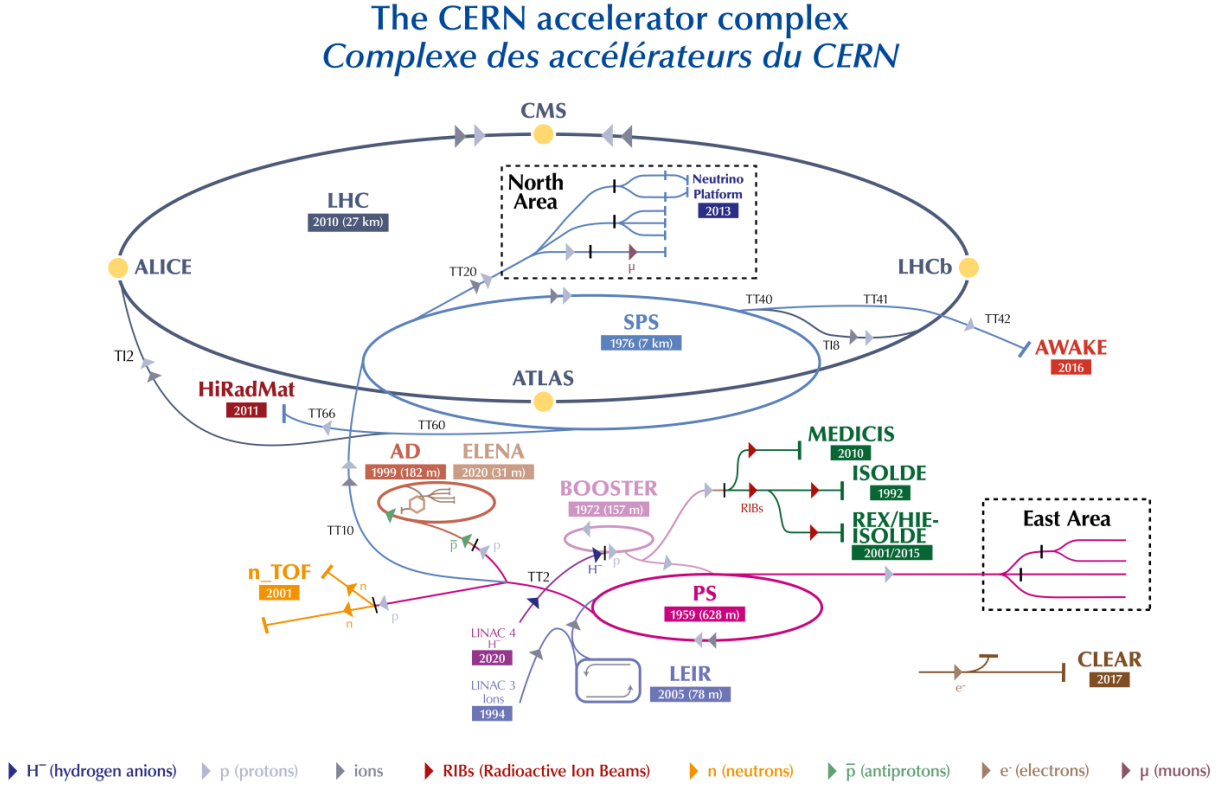 The CERN accelerator complex
Complexe des accélérateurs du CERN
CMS
North
Area
Neutrino
Platform
2013
LHC
2010 (27 km)
μ
ALICE
LHCb
TT20
TT40
TT41
TT42
SPS
1976 (7 km)
TI8
TI2
AWAKE
2016
ATLAS
HiRadMat
2011
TT66
TT60
AD
1999 (182 m)
ELENA
2020 (31 m)
MEDICIS
2010
ISOLDE
1992
BOOSTER
1972 (157 m)
RIBs
REX/HIE-
ISOLDE
2001/2015
East Area
TT10
p̅
p
H⁻
p
TT2
n_TOF
2001
n
n
p
PS
1959 (628 m)
LINAC 4
H⁻
2020
LINAC 3
Ions
1994
LEIR
2005 (78 m)
CLEAR
2017
e⁻
H⁻ (hydrogen anions)
p (protons)
ions
RIBs (Radioactive Ion Beams)
n (neutrons)
p̅ (antiprotons)
e⁻ (electrons)
μ (muons)